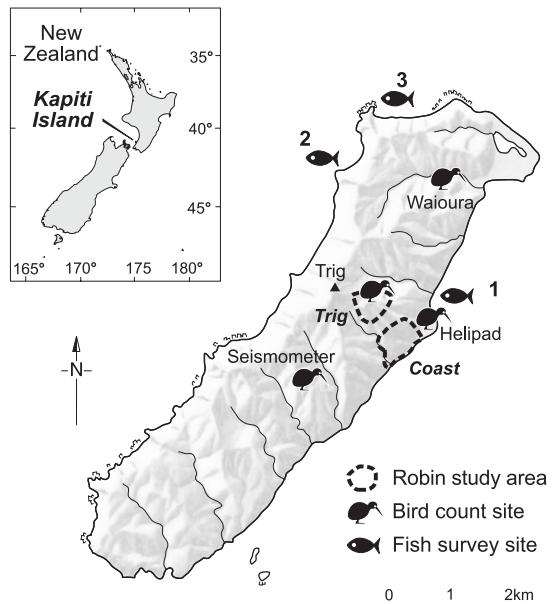 New
Zealand
Kapiti
Island
35°
40°
45°
165°
170°
175°
180°
3
2
Waioura
Trig
1
Trig
Helipad
Seismometer
Coast
N
Robin study area
Bird count site
Fish survey site
0 1 2km